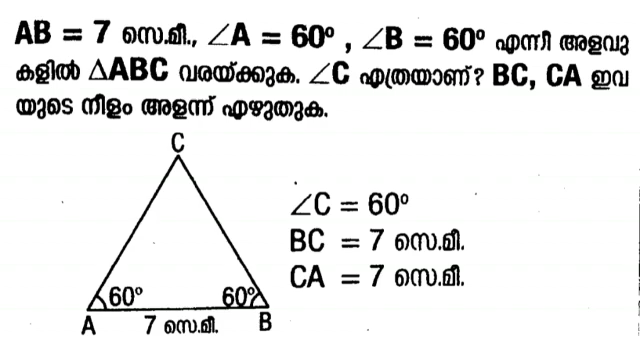 AB = 7 സെ.മീ., ∠A = 60°, ∠B = 60° എന്നീ അളവു
കളിൽ △ABC വരയ്ക്കുക. ∠C എത്രയാണ്? BC, CA ഇവ
യുടെ നീളം അളന്ന് എഴുതുക.
C
∠C = 60°
BC = 7 സെ.മീ.
CA = 7 സെ.മീ.
60° 60°
A 7 സെ.മീ. B